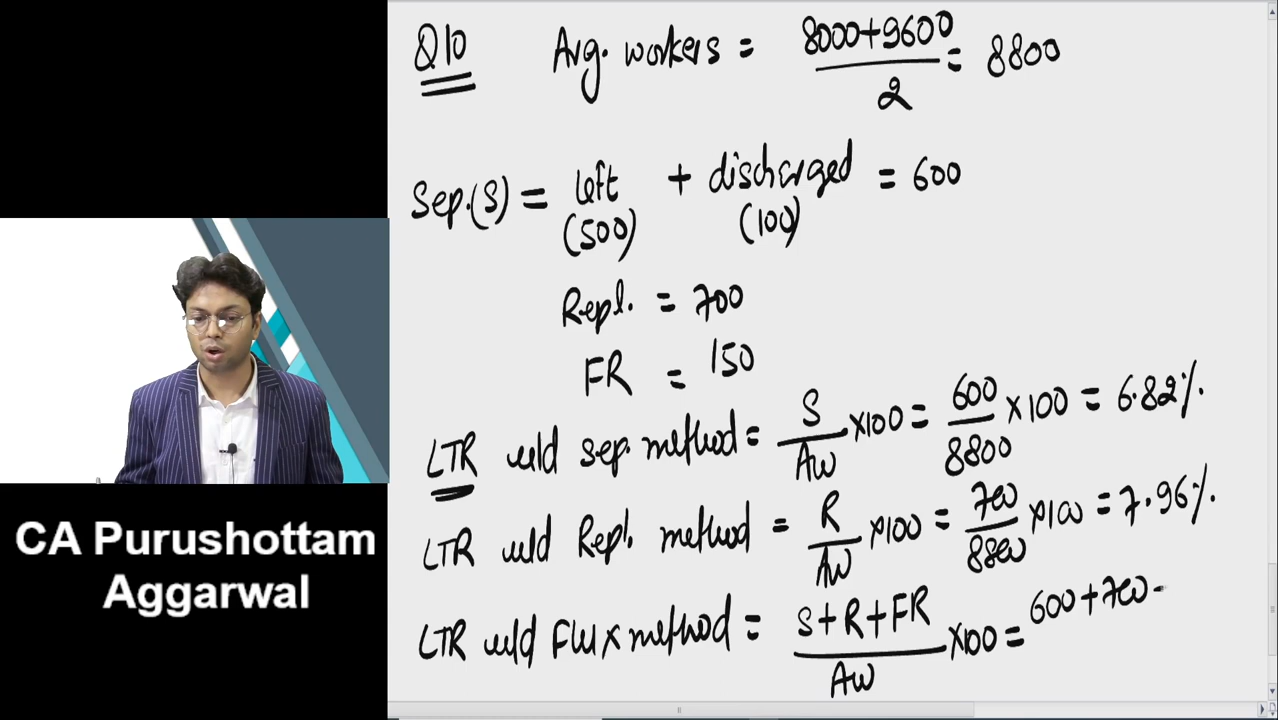 Q10 Avg. workers = 8000+9600 / 2 = 8800
Sep.(S) = left + discharged = 600
(500) (100)
Repl. = 700
FR = 150
LTR u/d sep. method = S / AW ×100 = 600 / 8800 ×100 = 6.82%.
LTR u/d Repl. method = R / AW ×100 = 700 / 8800 ×100 = 7.96%.
LTR u/d Flux method = S+R+FR / AW ×100 = 600+700-
CA Purushottam
Aggarwal